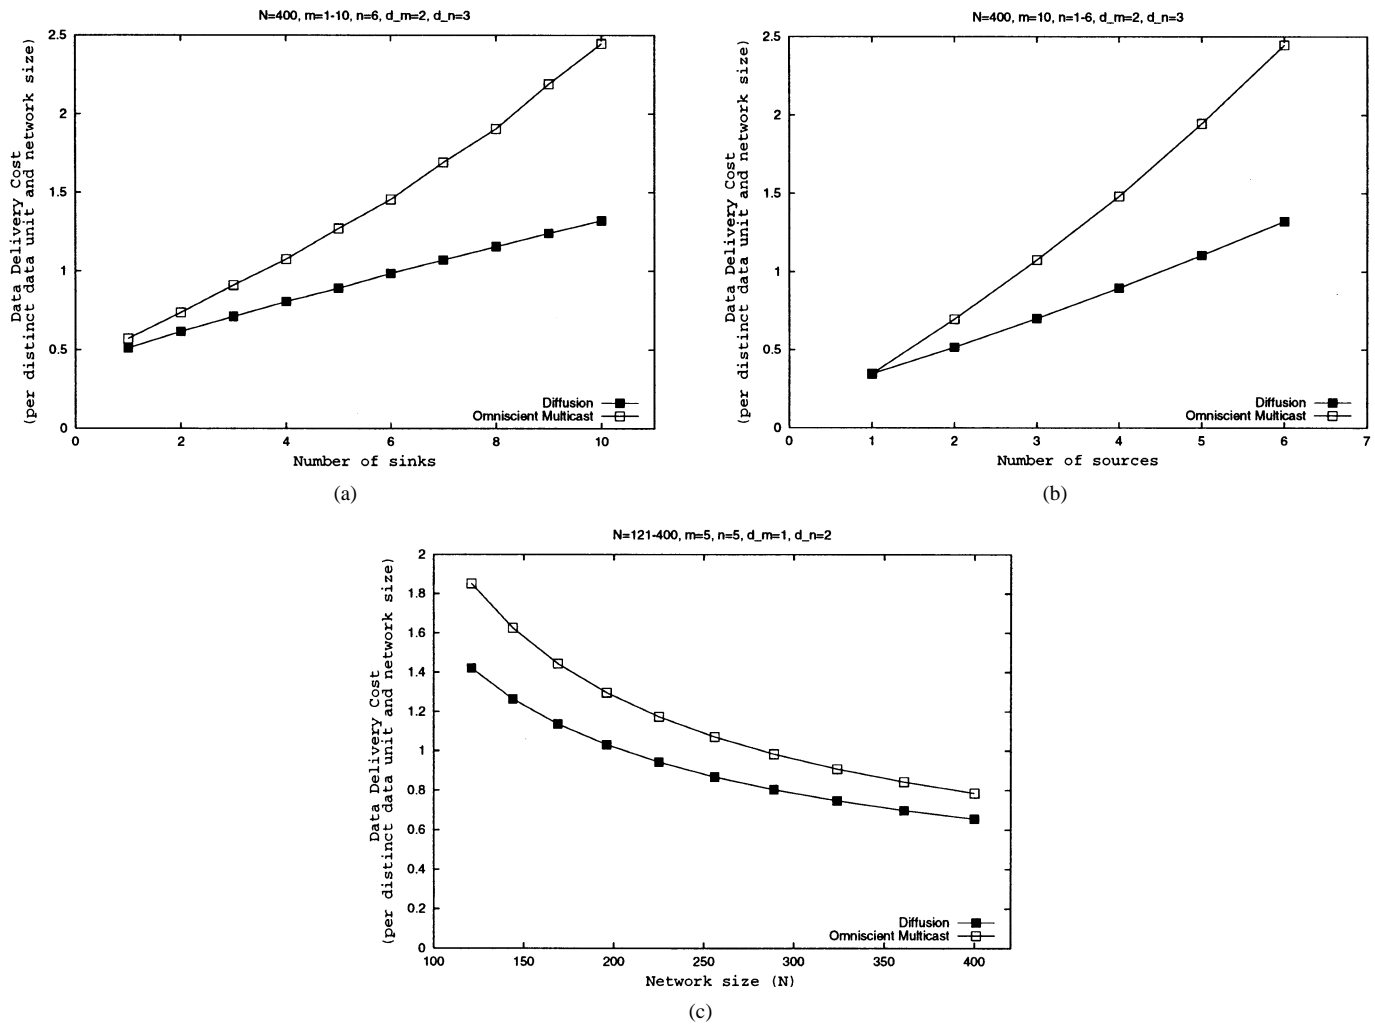 N=400, m=1-10, n=6, d_m=2, d_n=3
Data Delivery Cost
(per distinct data unit and network size)
2.5
2
1.5
1
0.5
0
0 2 4 6 8 10
Number of sinks
Diffusion
Omniscient Multicast
(a)
N=400, m=10, n=1-6, d_m=2, d_n=3
Data Delivery Cost
(per distinct data unit and network size)
2.5
2
1.5
1
0.5
0
0 1 2 3 4 5 6 7
Number of sources
Diffusion
Omniscient Multicast
(b)
N=121-400, m=5, n=5, d_m=1, d_n=2
Data Delivery Cost
(per distinct data unit and network size)
2
1.8
1.6
1.4
1.2
1
0.8
0.6
0.4
0.2
0
100 150 200 250 300 350 400
Network size (N)
Diffusion
Omniscient Multicast
(c)